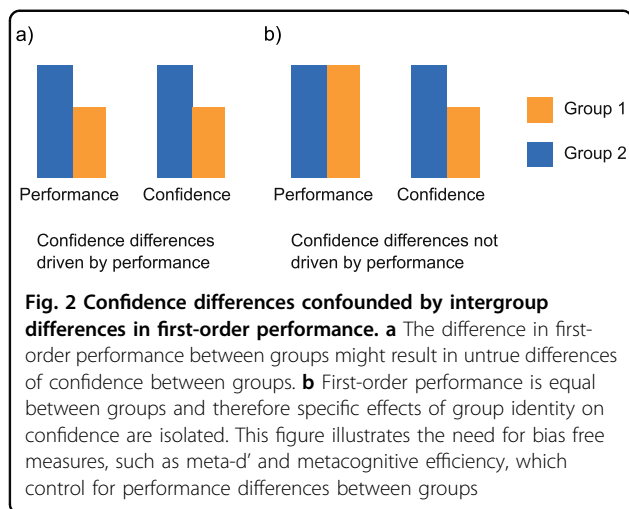 a)
b)
Group 1
Group 2
Performance
Confidence
Performance
Confidence
Confidence differences
driven by performance
Confidence differences not
driven by performance
Fig. 2 Confidence differences confounded by intergroup
differences in first-order performance. a The difference in first-
order performance between groups might result in untrue differences
of confidence between groups. b First-order performance is equal
between groups and therefore specific effects of group identity on
confidence are isolated. This figure illustrates the need for bias free
measures, such as meta-d’ and metacognitive efficiency, which
control for performance differences between groups